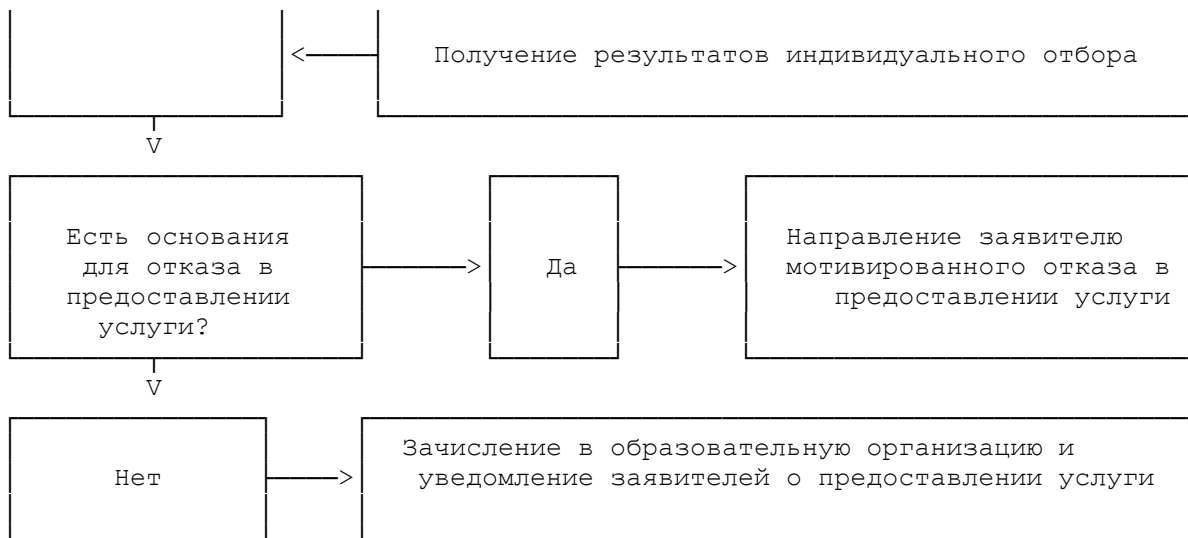 Получение результатов индивидуального отбора
Есть основания
для отказа в
предоставлении
услуги?
Да
Направление заявителю
мотивированного отказа в
предоставлении услуги
Нет
Зачисление в образовательную организацию и
уведомление заявителей о предоставлении услуги